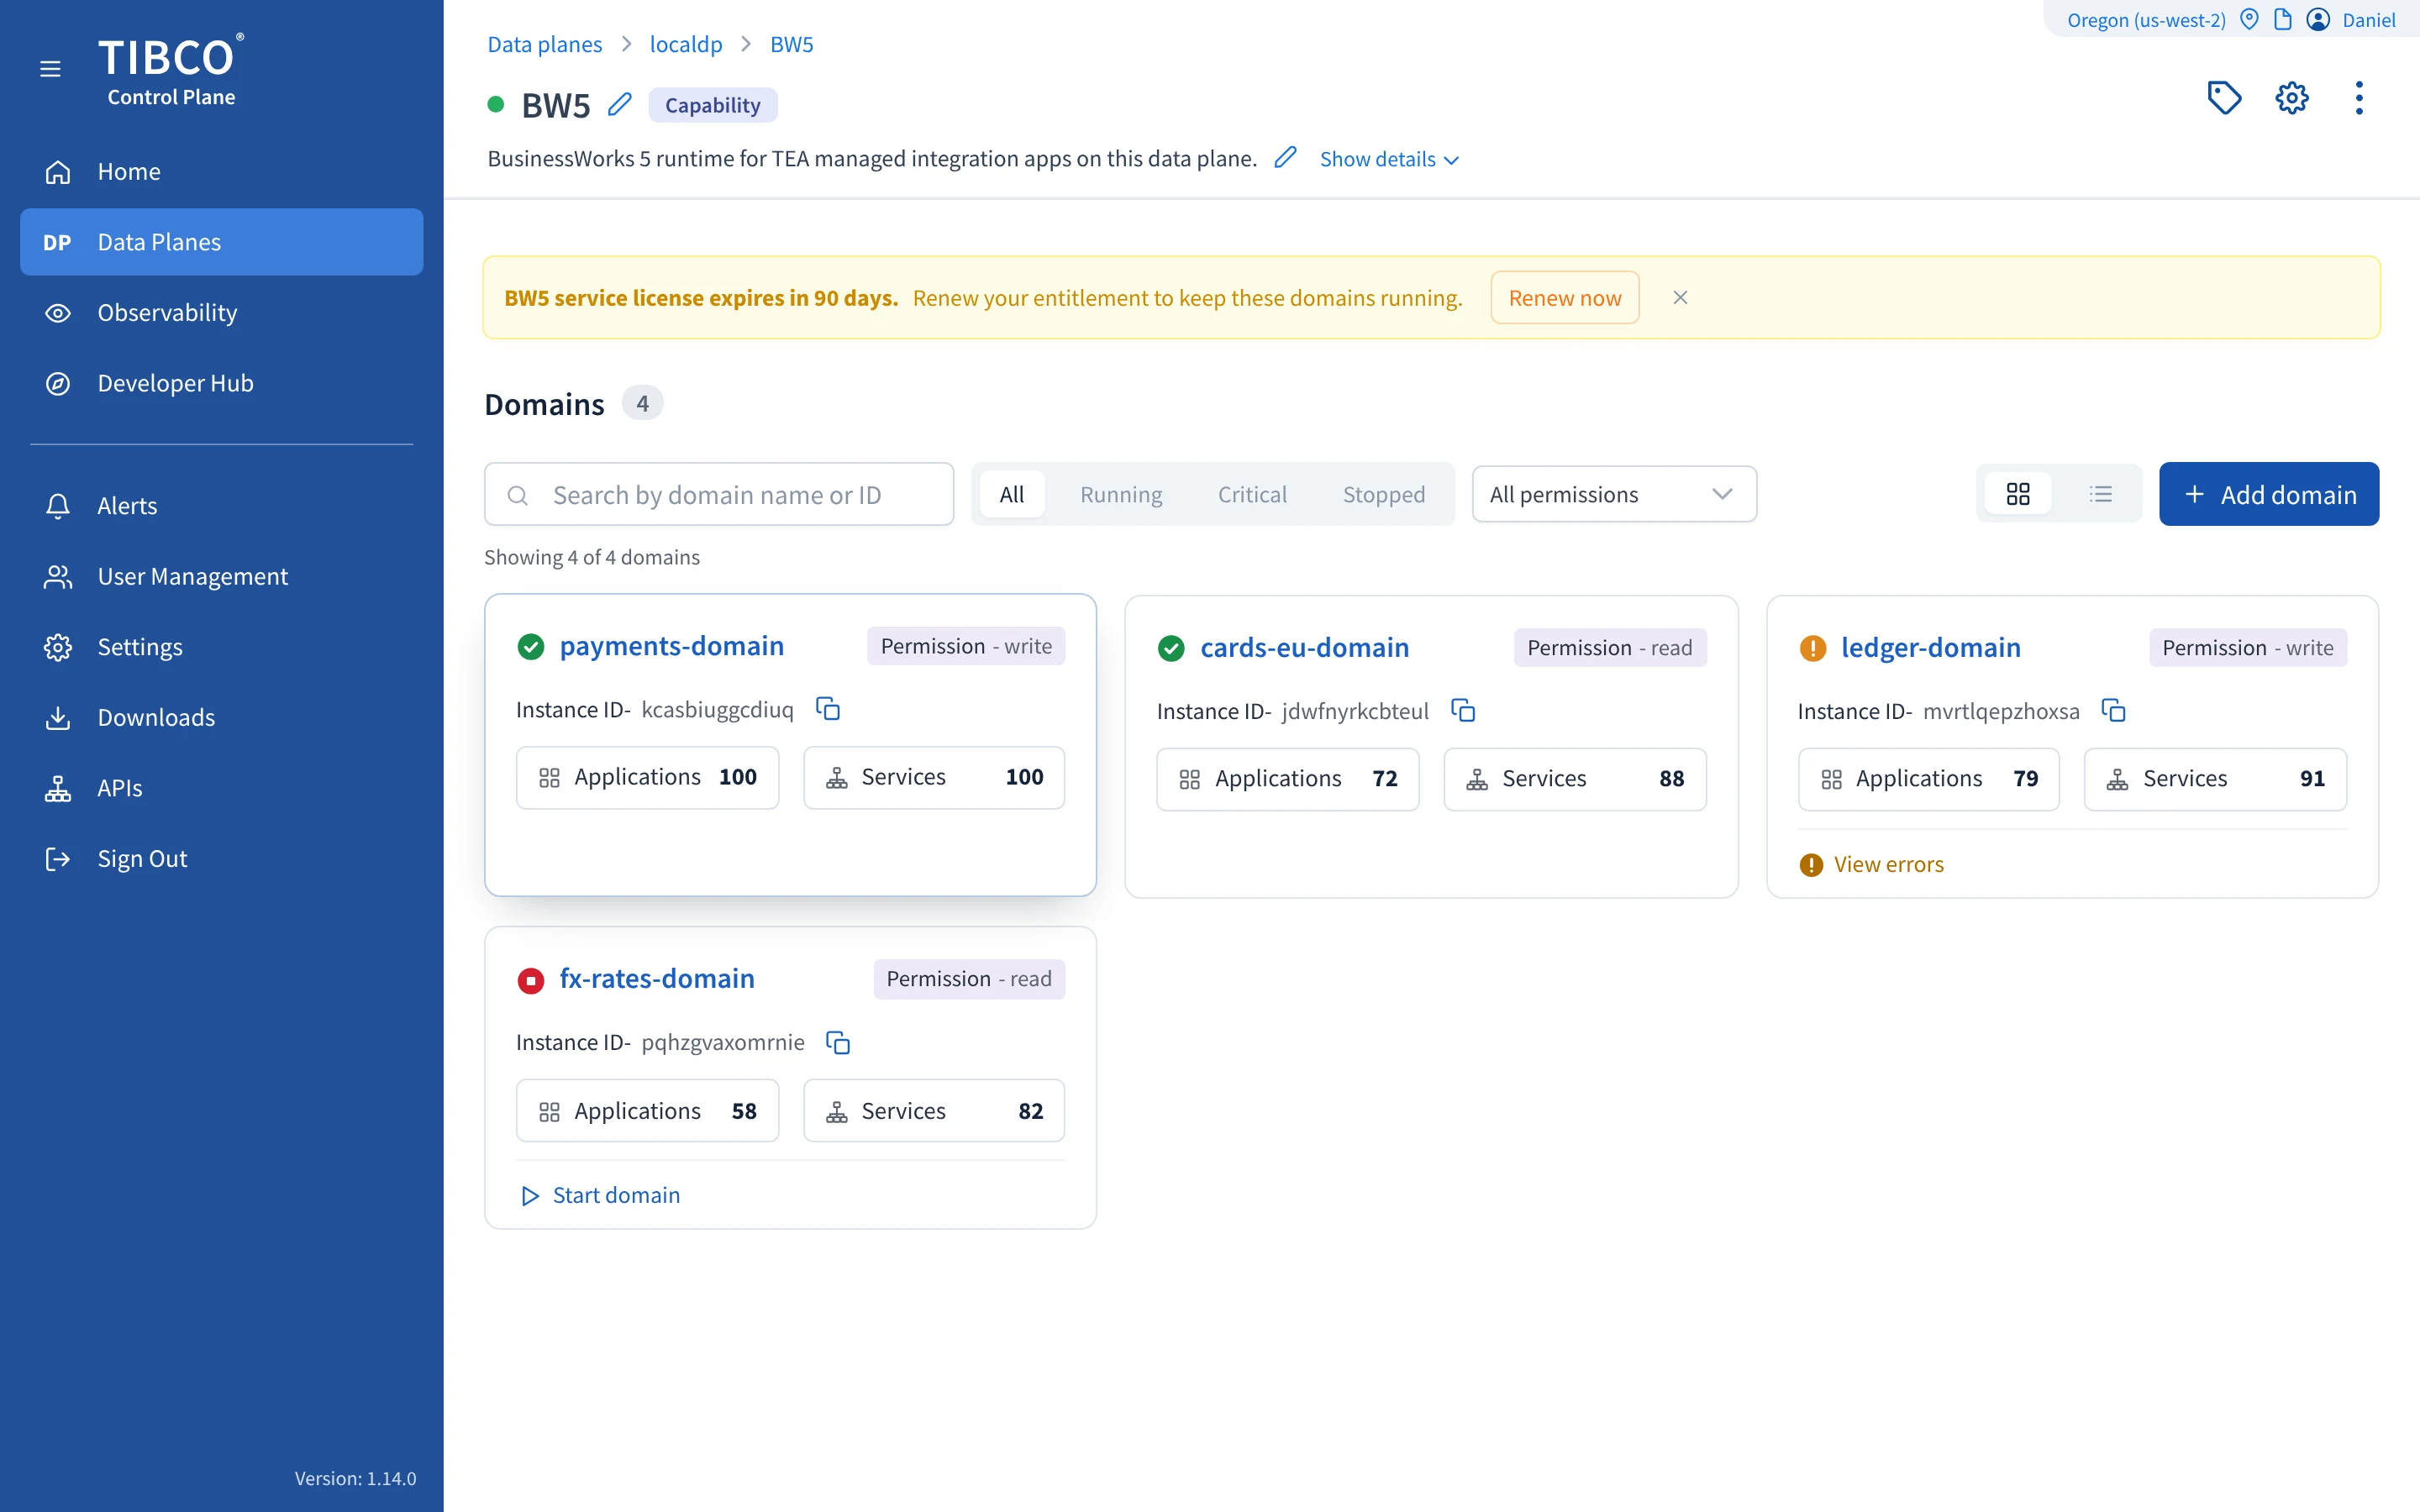 TIBCO®
Control Plane
Home
DP Data Planes
Observability
Developer Hub
Alerts
User Management
Settings
Downloads
APIs
Sign Out
Version: 1.14.0
Oregon (us-west-2) Daniel
Data planes > localdp > BW5
BW5 Capability
BusinessWorks 5 runtime for TEA managed integration apps on this data plane. Show details
BW5 service license expires in 90 days. Renew your entitlement to keep these domains running. Renew now
Domains 4
Search by domain name or ID All Running Critical Stopped All permissions + Add domain
Showing 4 of 4 domains
payments-domain Permission - write
Instance ID- kcasbiuggcdiuq
Applications 100 Services 100
cards-eu-domain Permission - read
Instance ID- jdwfnyrkcbteul
Applications 72 Services 88
ledger-domain Permission - write
Instance ID- mvrtlqepzhoxsa
Applications 79 Services 91
View errors
fx-rates-domain Permission - read
Instance ID- pqhzgvaxomrnie
Applications 58 Services 82
Start domain